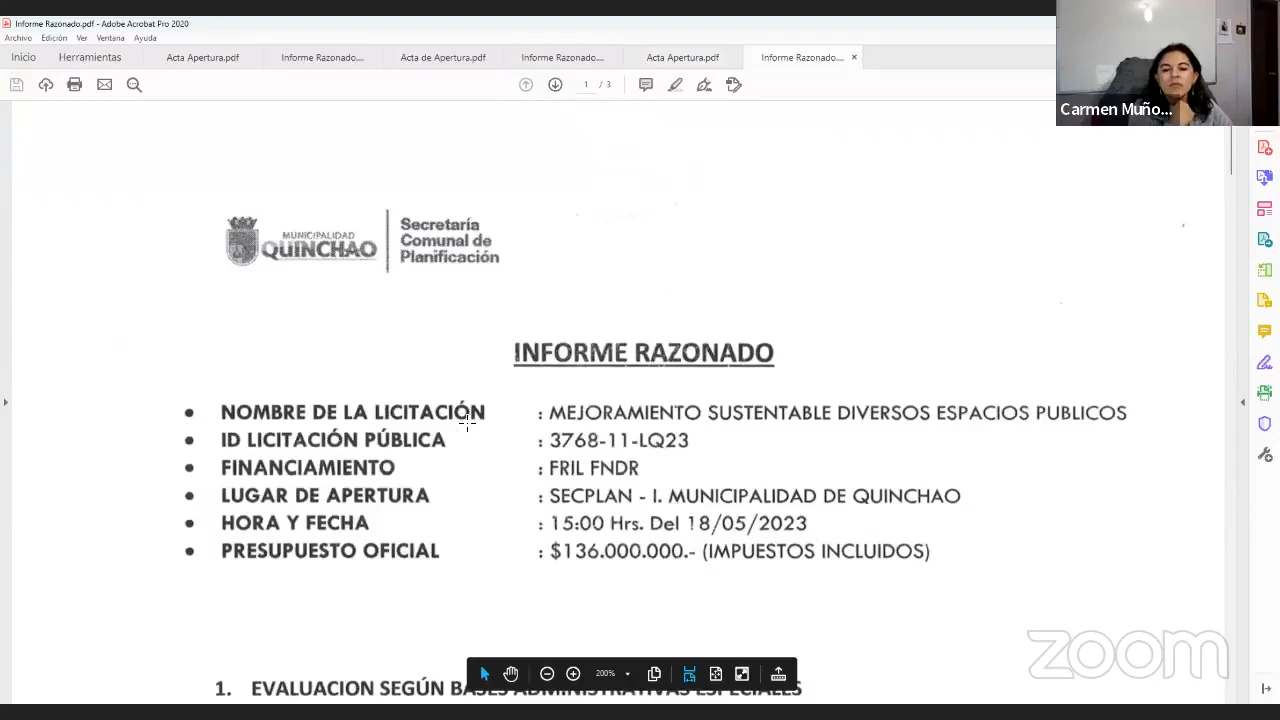 Informe Razonado.pdf - Adobe Acrobat Pro 2020
Archivo Edición Ver Ventana Ayuda
Inicio Herramientas Acta Apertura.pdf Informe Razonado.... Acta de Apertura.pdf Informe Razonado.... Acta Apertura.pdf Informe Razonado... ×
1 / 3
Carmen Muño...
MUNICIPALIDAD
QUINCHAO
Secretaría
Comunal de
Planificación
INFORME RAZONADO
• NOMBRE DE LA LICITACIÓN : MEJORAMIENTO SUSTENTABLE DIVERSOS ESPACIOS PUBLICOS
• ID LICITACIÓN PÚBLICA : 3768-11-LQ23
• FINANCIAMIENTO : FRIL FNDR
• LUGAR DE APERTURA : SECPLAN - I. MUNICIPALIDAD DE QUINCHAO
• HORA Y FECHA : 15:00 Hrs. Del 18/05/2023
• PRESUPUESTO OFICIAL : $136.000.000.- (IMPUESTOS INCLUIDOS)
zoom
200%
1. EVALUACION SEGÚN BASES ADMINISTRATIVAS ESPECIALES